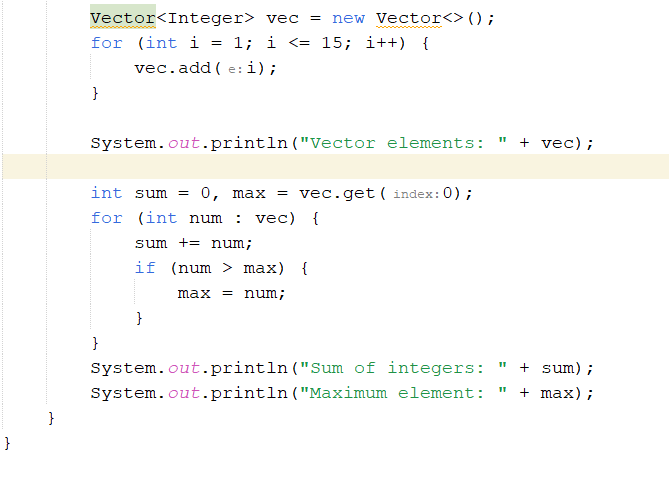 Vector<Integer> vec = new Vector<>();
for (int i = 1; i <= 15; i++) {
vec.add( e: i);
}
System.out.println("Vector elements: " + vec);
int sum = 0, max = vec.get( index: 0);
for (int num : vec) {
sum += num;
if (num > max) {
max = num;
}
}
System.out.println("Sum of integers: " + sum);
System.out.println("Maximum element: " + max);
}
}